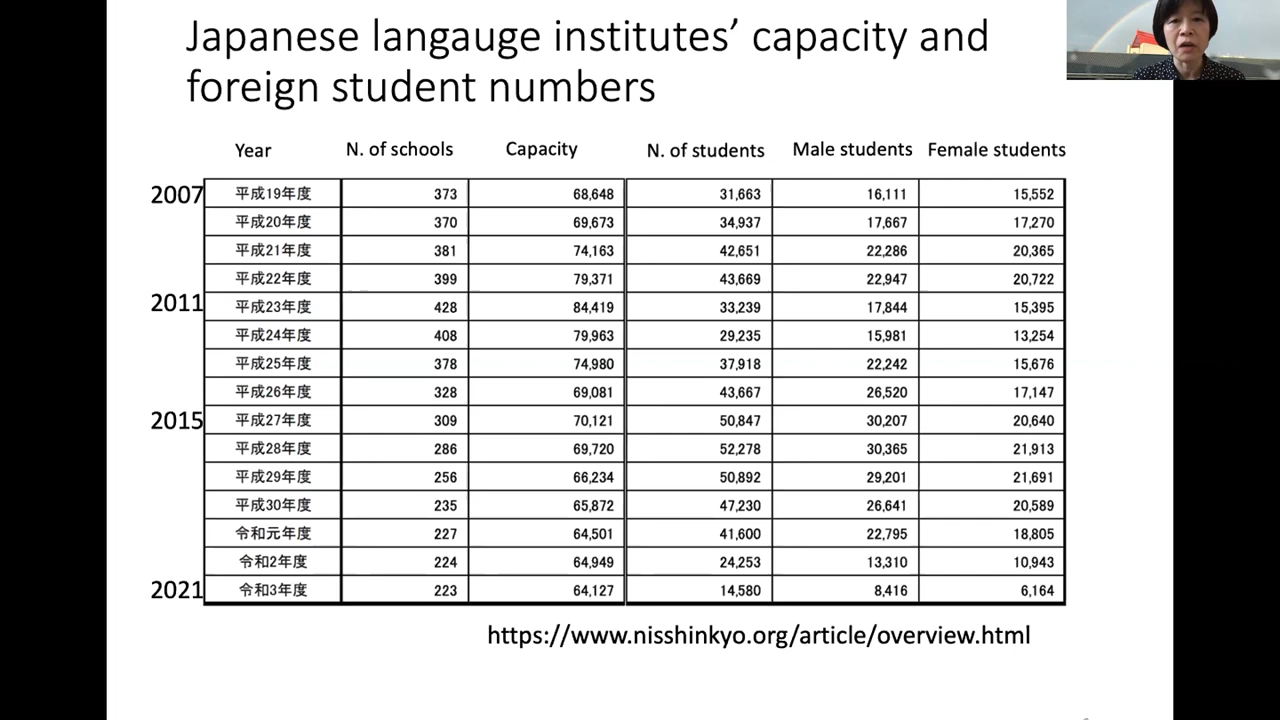 Japanese langauge institutes’ capacity and
foreign student numbers
Year N. of schools Capacity N. of students Male students Female students
2007 平成19年度 373 68,648 31,663 16,111 15,552
平成20年度 370 69,673 34,937 17,667 17,270
平成21年度 381 74,163 42,651 22,286 20,365
平成22年度 399 79,371 43,669 22,947 20,722
2011 平成23年度 428 84,419 33,239 17,844 15,395
平成24年度 408 79,963 29,235 15,981 13,254
平成25年度 378 74,980 37,918 22,242 15,676
平成26年度 328 69,081 43,667 26,520 17,147
2015 平成27年度 309 70,121 50,847 30,207 20,640
平成28年度 286 69,720 52,278 30,365 21,913
平成29年度 256 66,234 50,892 29,201 21,691
平成30年度 235 65,872 47,230 26,641 20,589
令和元年度 227 64,501 41,600 22,795 18,805
令和2年度 224 64,949 24,253 13,310 10,943
2021 令和3年度 223 64,127 14,580 8,416 6,164
https://www.nisshinkyo.org/article/overview.html